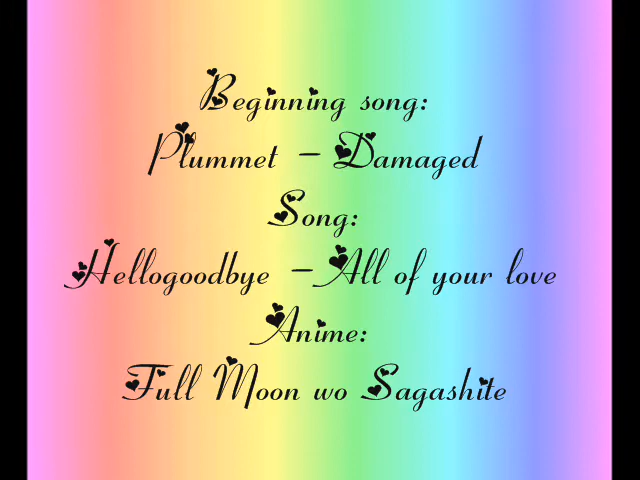 Beginning song:
Plummet - Damaged
Song:
Hellogoodbye -All of your love
Anime:
Full Moon wo Sagashite